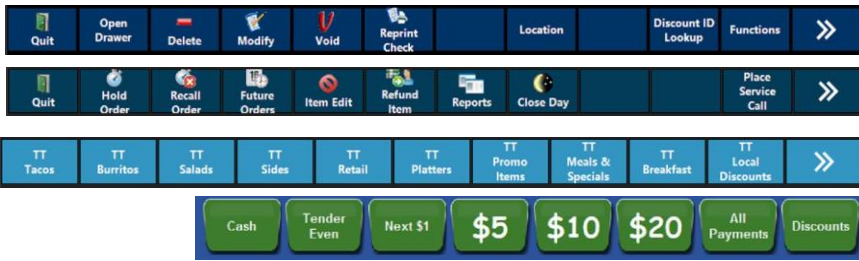 Quit
Open
Drawer
Delete
Modify
Void
Reprint
Check
Location
Discount ID
Lookup
Functions
Quit
Hold
Order
Recall
Order
Future
Orders
Item Edit
Refund
Item
Reports
Close Day
Place
Service
Call
TT
Tacos
TT
Burritos
TT
Salads
TT
Sides
TT
Retail
TT
Platters
TT
Promo
Items
TT
Meals &
Specials
TT
Breakfast
TT
Local
Discounts
Cash
Tender
Even
Next $1
$5
$10
$20
All
Payments
Discounts